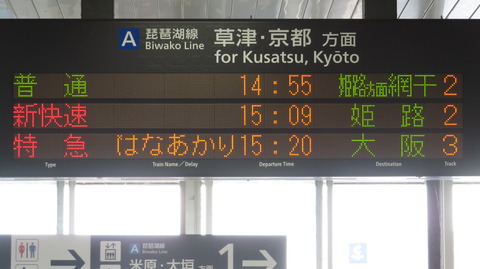 A 琵琶湖線 草津・京都 方面
Biwako Line for Kusatsu, Kyōto
普通 14:55 姫路方面網干 2
新快速 15:09 姫路 2
特急 はなあかり 15:20 大阪 3
Type Train Name／Delay Departure Time Destination Track
A 琵琶湖線
米原・大垣 方面
1